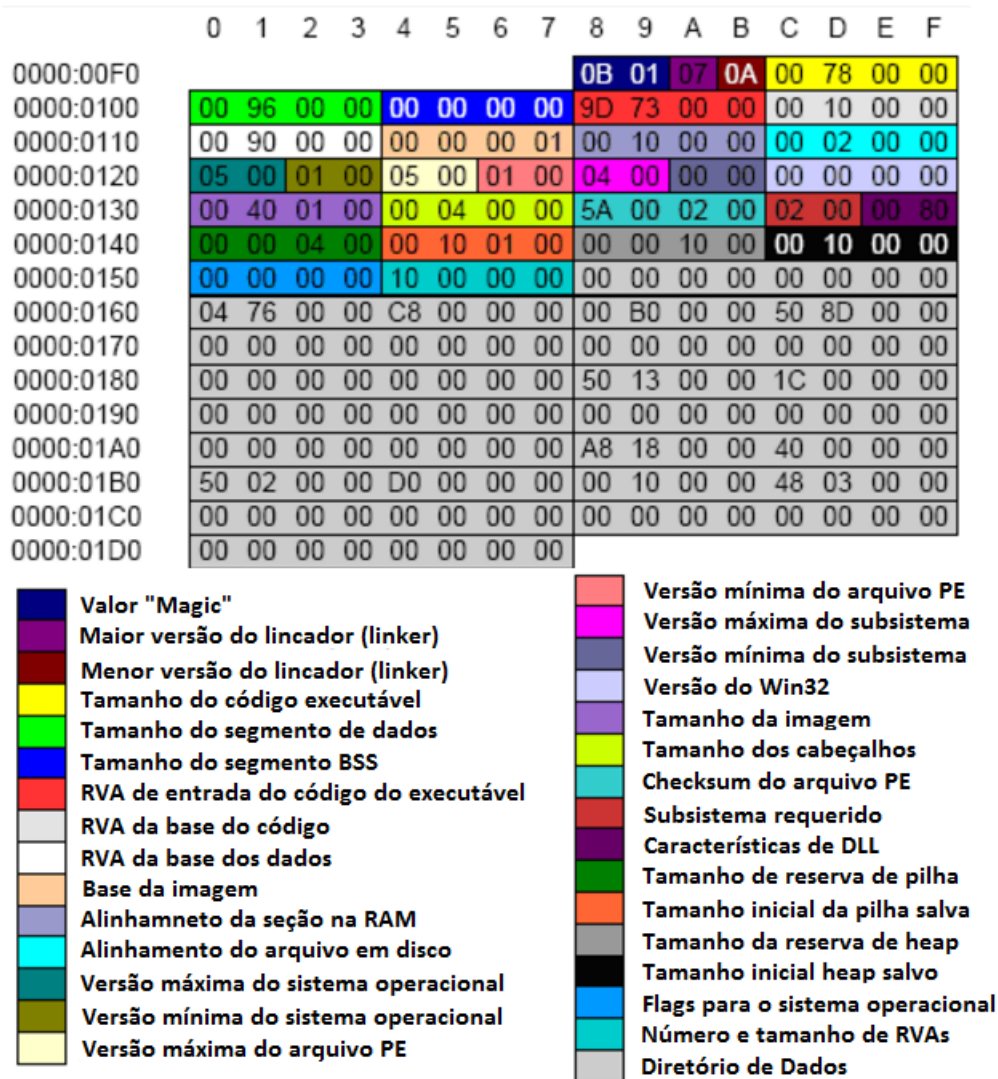 0 1 2 3 4 5 6 7 8 9 A B C D E F
0000:00F0 0B 01 07 0A 00 78 00 00
0000:0100 00 96 00 00 00 00 00 00 9D 73 00 00 00 10 00 00
0000:0110 00 90 00 00 00 00 00 01 00 10 00 00 00 02 00 00
0000:0120 05 00 01 00 05 00 01 00 04 00 00 00 00 00 00 00
0000:0130 00 40 01 00 00 04 00 00 5A 00 02 00 02 00 00 80
0000:0140 00 00 04 00 00 10 01 00 00 00 10 00 00 10 00 00
0000:0150 00 00 00 00 10 00 00 00 00 00 00 00 00 00 00 00
0000:0160 04 76 00 00 C8 00 00 00 00 B0 00 00 50 8D 00 00
0000:0170 00 00 00 00 00 00 00 00 00 00 00 00 00 00 00 00
0000:0180 00 00 00 00 00 00 00 00 50 13 00 00 1C 00 00 00
0000:0190 00 00 00 00 00 00 00 00 00 00 00 00 00 00 00 00
0000:01A0 00 00 00 00 00 00 00 00 A8 18 00 00 40 00 00 00
0000:01B0 50 02 00 00 D0 00 00 00 00 10 00 00 48 03 00 00
0000:01C0 00 00 00 00 00 00 00 00 00 00 00 00 00 00 00 00
0000:01D0 00 00 00 00 00 00 00 00
Valor "Magic"
Maior versão do lincador (linker)
Menor versão do lincador (linker)
Tamanho do código executável
Tamanho do segmento de dados
Tamanho do segmento BSS
RVA de entrada do código do executável
RVA da base do código
RVA da base dos dados
Base da imagem
Alinhamneto da seção na RAM
Alinhamento do arquivo em disco
Versão máxima do sistema operacional
Versão mínima do sistema operacional
Versão máxima do arquivo PE
Versão mínima do arquivo PE
Versão máxima do subsistema
Versão mínima do subsistema
Versão do Win32
Tamanho da imagem
Tamanho dos cabeçalhos
Checksum do arquivo PE
Subsistema requerido
Características de DLL
Tamanho de reserva de pilha
Tamanho inicial da pilha salva
Tamanho da reserva de heap
Tamanho inicial heap salvo
Flags para o sistema operacional
Número e tamanho de RVAs
Diretório de Dados